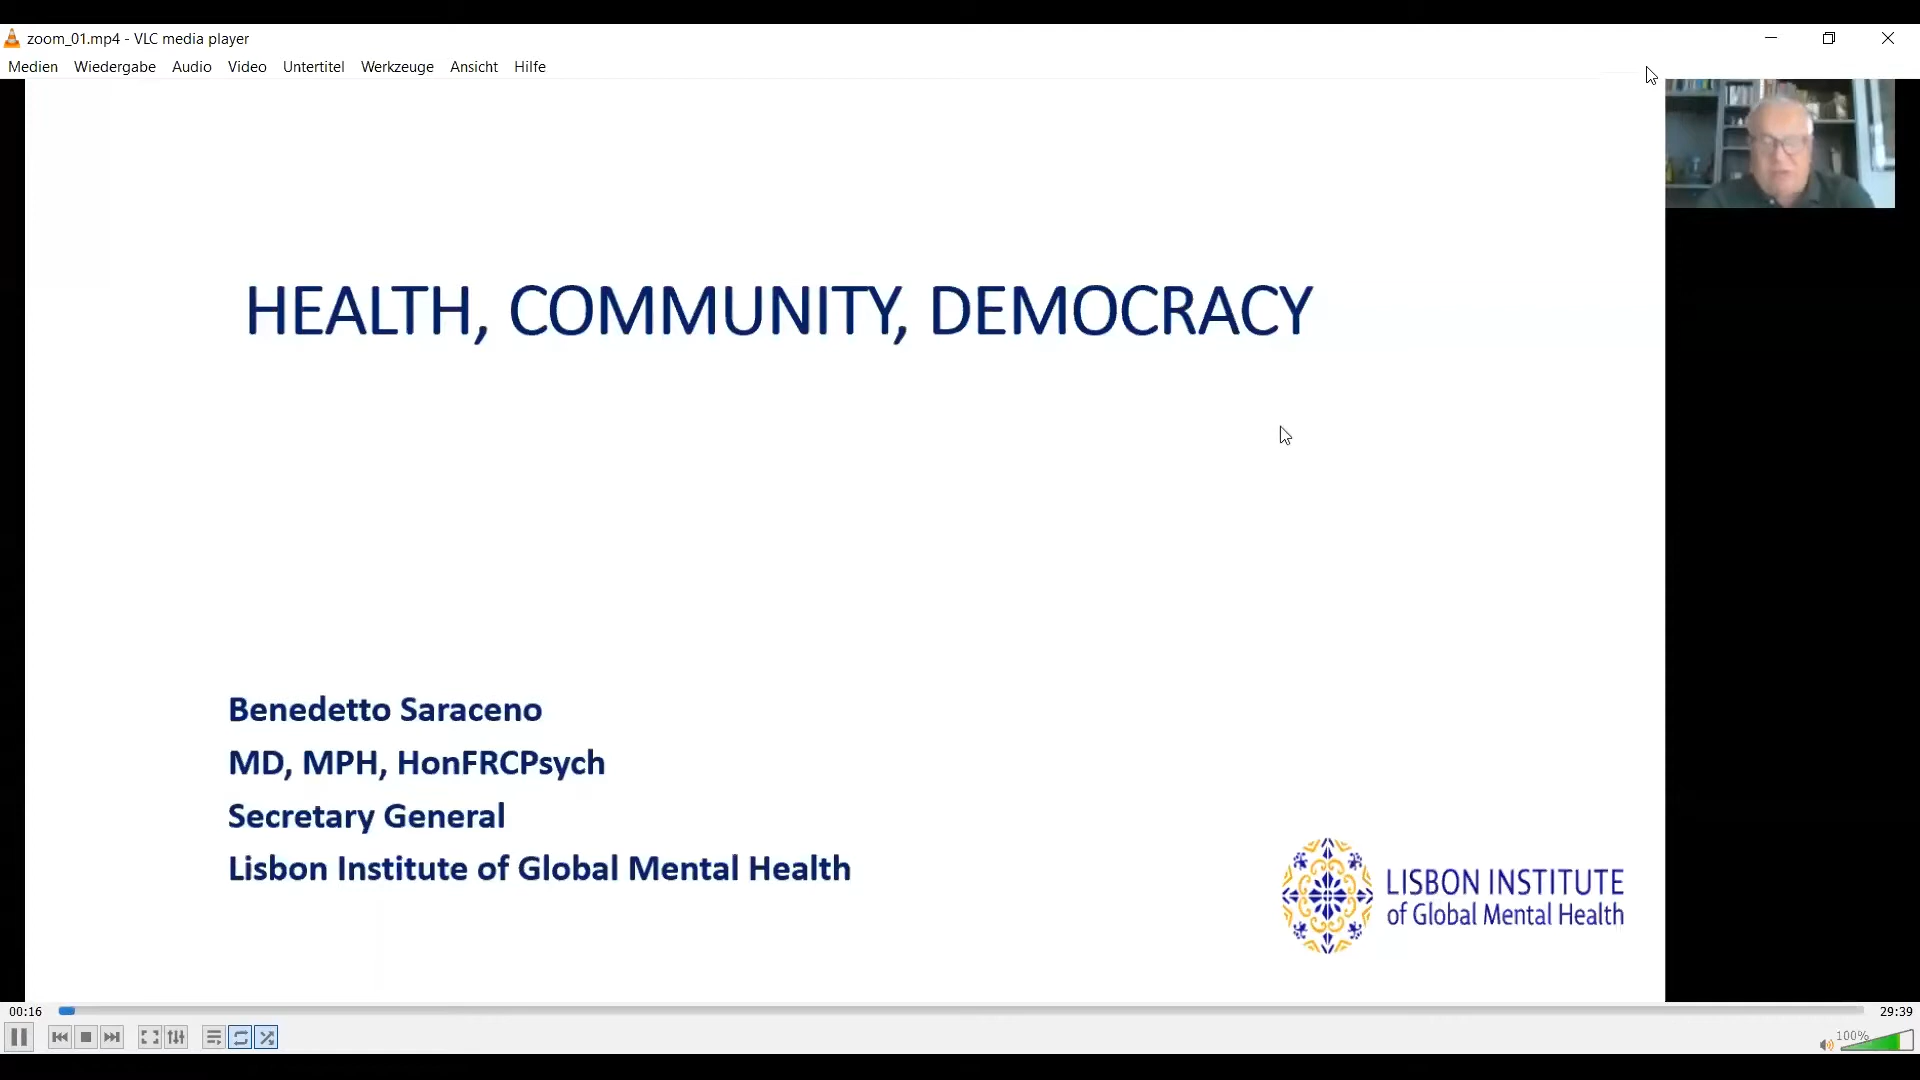 zoom_01.mp4 - VLC media player
Medien Wiedergabe Audio Video Untertitel Werkzeuge Ansicht Hilfe
HEALTH, COMMUNITY, DEMOCRACY
Benedetto Saraceno
MD, MPH, HonFRCPsych
Secretary General
Lisbon Institute of Global Mental Health
LISBON INSTITUTE
of Global Mental Health
00:16
29:39
100%